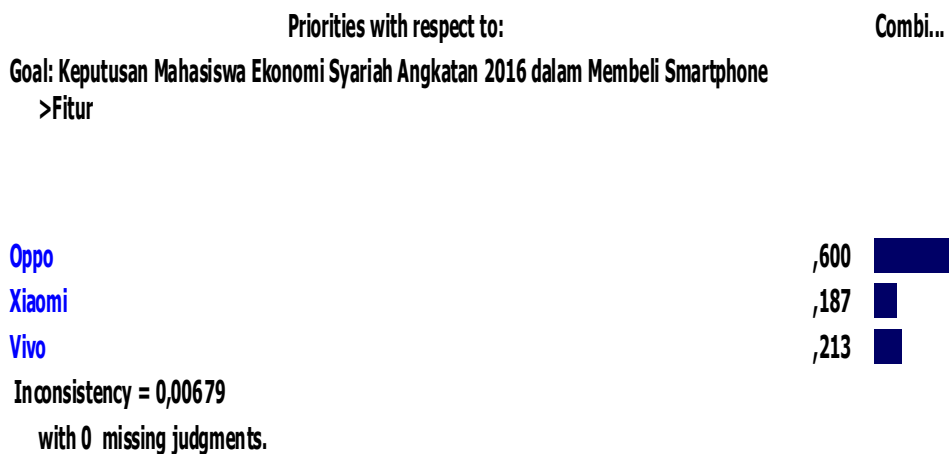 Priorities with respect to: Combi...
Goal: Keputusan Mahasiswa Ekonomi Syariah Angkatan 2016 dalam Membeli Smartphone
>Fitur
Oppo ,600
Xiaomi ,187
Vivo ,213
Inconsistency = 0,00679
with 0 missing judgments.